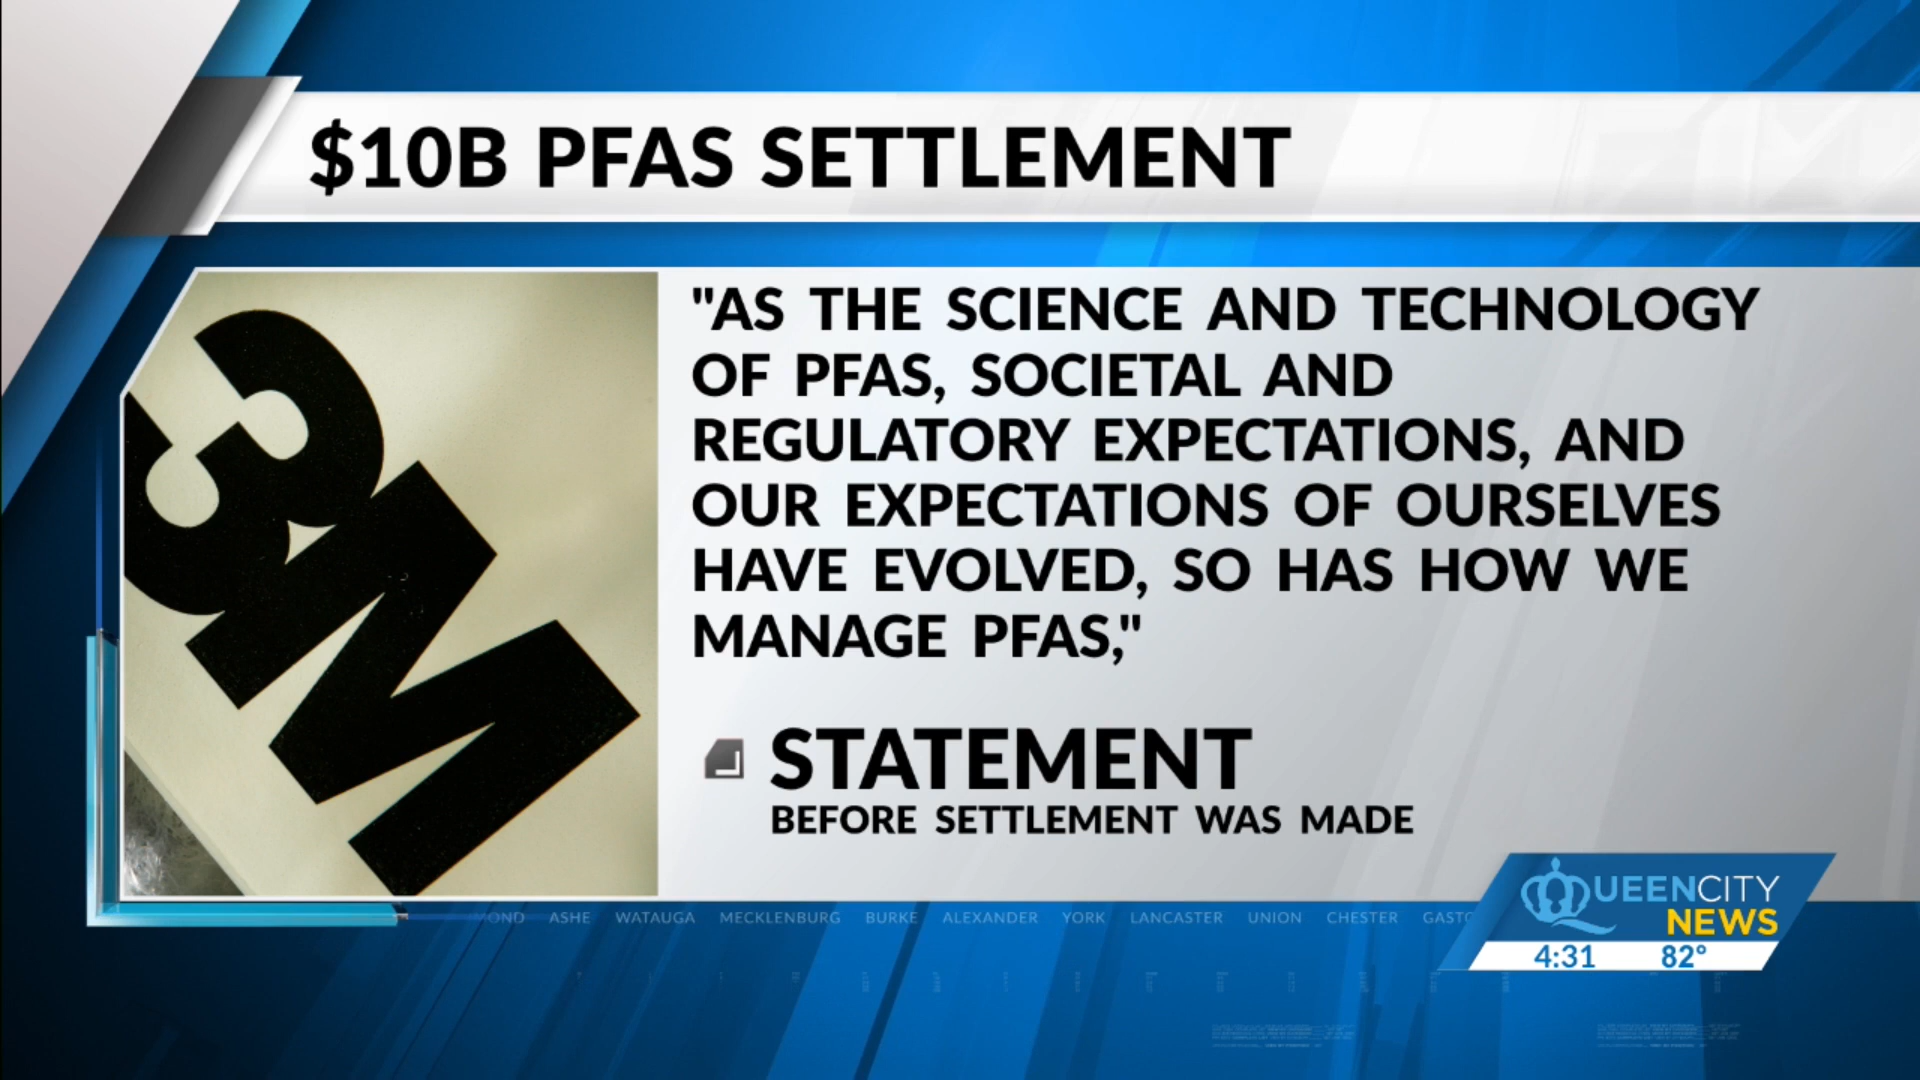 $10B PFAS SETTLEMENT
3M
"AS THE SCIENCE AND TECHNOLOGY
OF PFAS, SOCIETAL AND
REGULATORY EXPECTATIONS, AND
OUR EXPECTATIONS OF OURSELVES
HAVE EVOLVED, SO HAS HOW WE
MANAGE PFAS,"
STATEMENT
BEFORE SETTLEMENT WAS MADE
ASHE WATAUGA MECKLENBURG BURKE ALEXANDER YORK LANCASTER UNION CHESTER
QUEENCITY
NEWS
4:31 82°